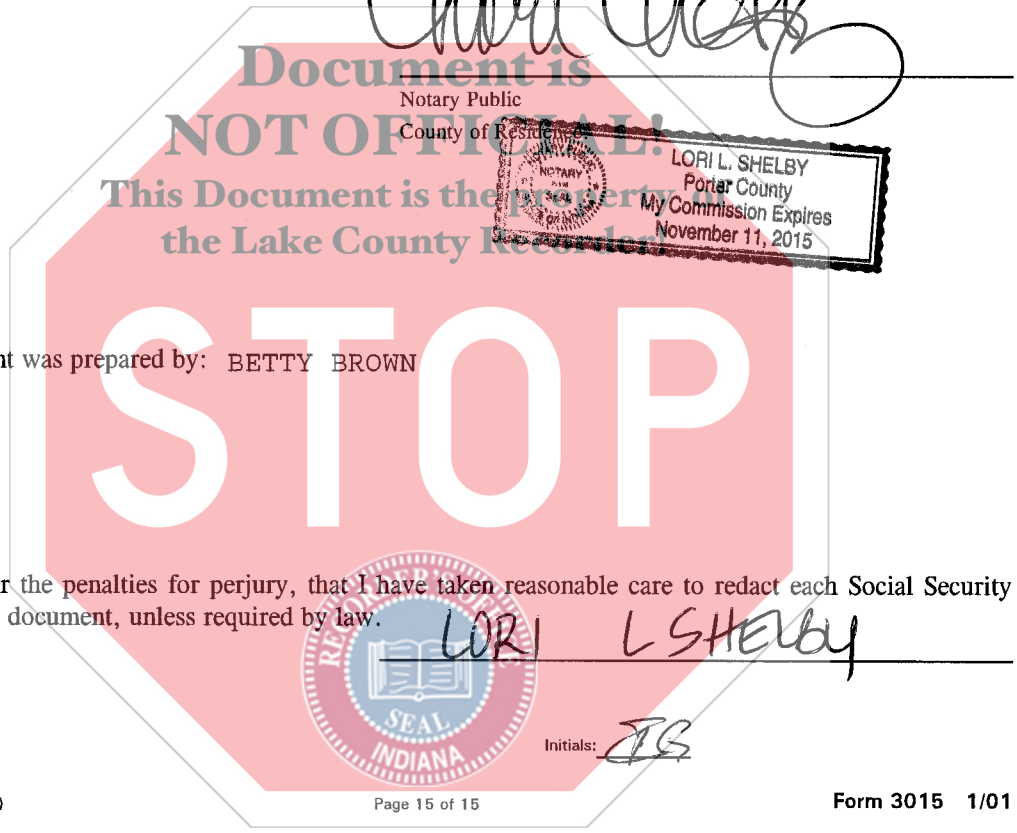 Document is
Notary Public
NOT OFFICIAL!
County of Residence:
LORI L. SHELBY
Porter County
My Commission Expires
November 11, 2015
NOTARY
SEAL
This Document is the property of
the Lake County Recorder!
STOP
nt was prepared by: BETTY BROWN
r the penalties for perjury, that I have taken reasonable care to redact each Social Security
document, unless required by law.
LORI L SHELBY
RECORDER'S OFFICE
SEAL
INDIANA
Initials:
Page 15 of 15
Form 3015 1/01